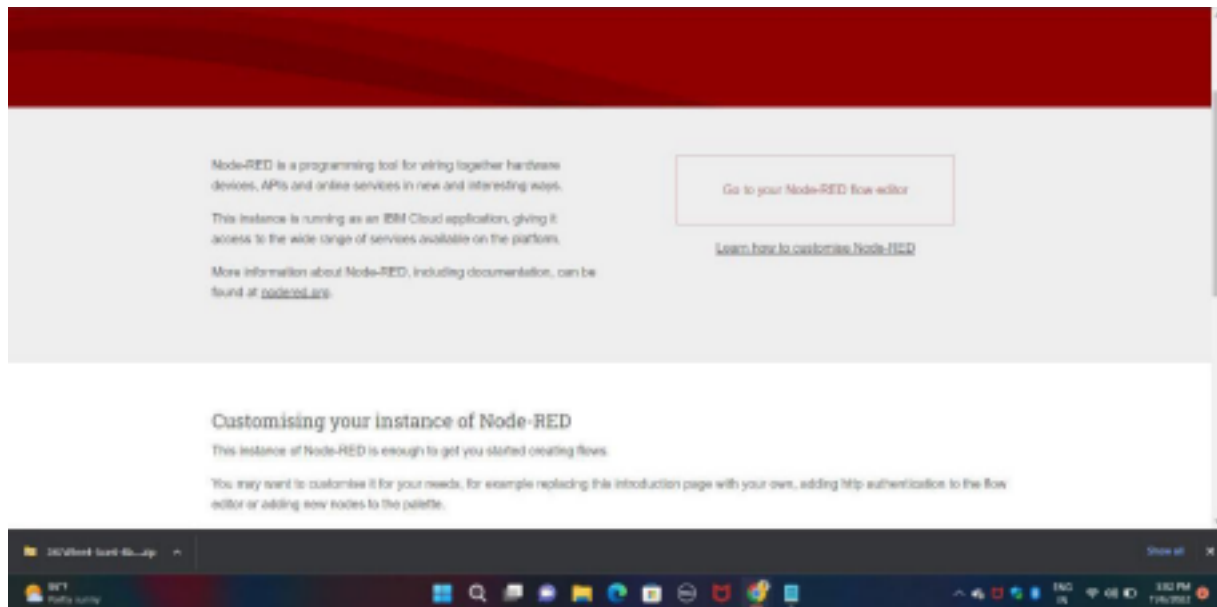 Node-RED is a programming tool for wiring together hardware
devices, APIs and online services in new and interesting ways.
This instance is running as an IBM Cloud application, giving it
access to the wide range of services available on the platform.
More information about Node-RED, including documentation, can be
found at nodered.org.
Go to your Node-RED flow editor
Learn how to customise Node-RED
Customising your instance of Node-RED
This instance of Node-RED is enough to get you started creating flows.
You may want to customise it for your needs, for example replacing this introduction page with your own, adding http authentication to the flow
editor or adding new nodes to the palette.
Show all
Partly sunny
ENG
IN
PM